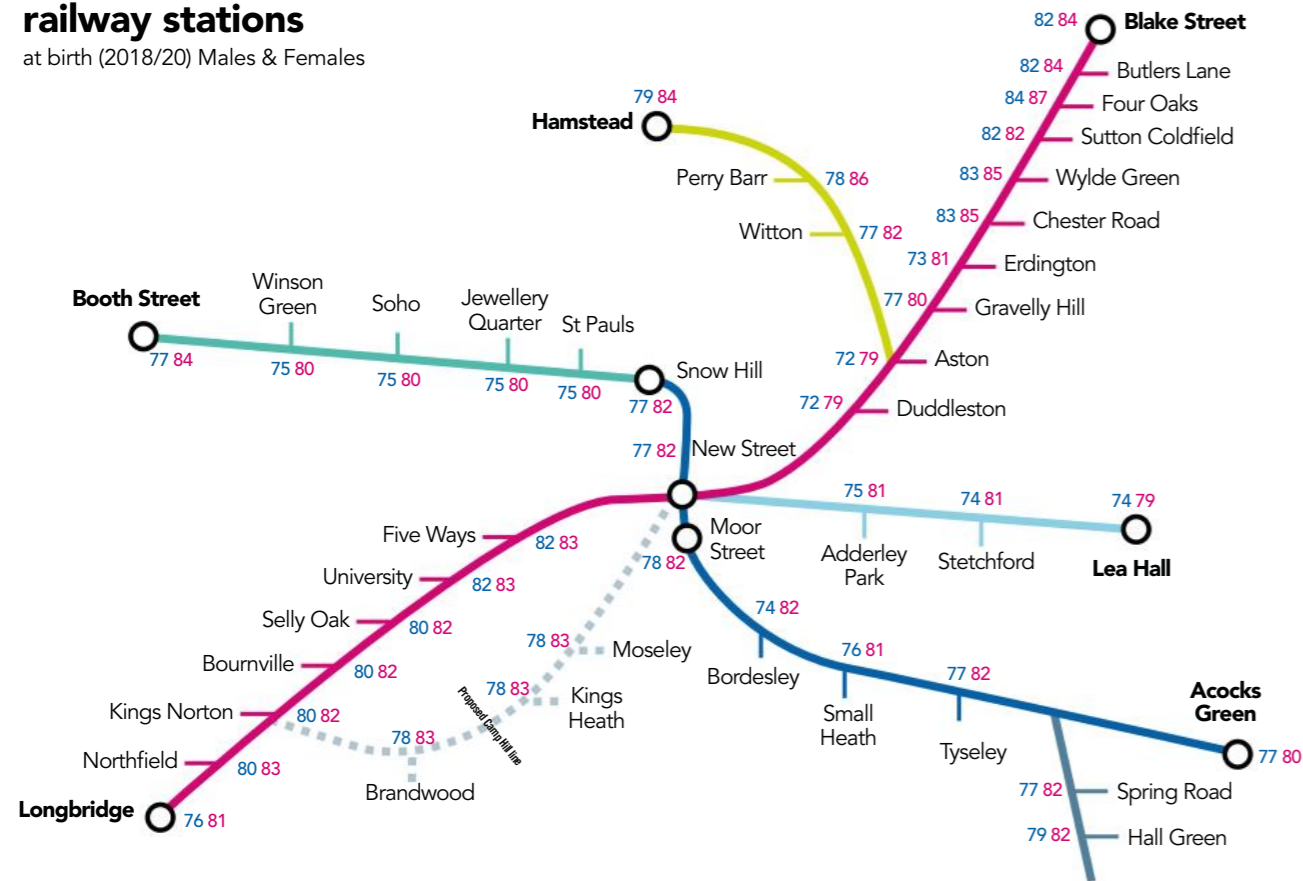 railway stations
at birth (2018/20) Males & Females
82 84 Blake Street
82 84 Butlers Lane
84 87 Four Oaks
82 82 Sutton Coldfield
83 85 Wylde Green
83 85 Chester Road
73 81 Erdington
77 80 Gravelly Hill
72 79 Aston
72 79 Duddleston
79 84
Hamstead
Perry Barr 78 86
Witton 77 82
Booth Street
77 84
Winson
Green
75 80
Soho
75 80
Jewellery
Quarter
75 80
St Pauls
75 80
Snow Hill
77 82
77 82 New Street
75 81
Adderley
Park
74 81
Stetchford
74 79
Lea Hall
Moor
Street
78 82
74 82
Bordesley
76 81
Small
Heath
77 82
Tyseley
Acocks
Green
77 80
77 82 Spring Road
79 82 Hall Green
Five Ways 82 83
University 82 83
Selly Oak 80 82
Bournville 80 82
Kings Norton 80 82
Northfield 80 83
Longbridge 76 81
78 83 Moseley
78 83 Kings
Heath
Proposed Camp Hill line
78 83
Brandwood